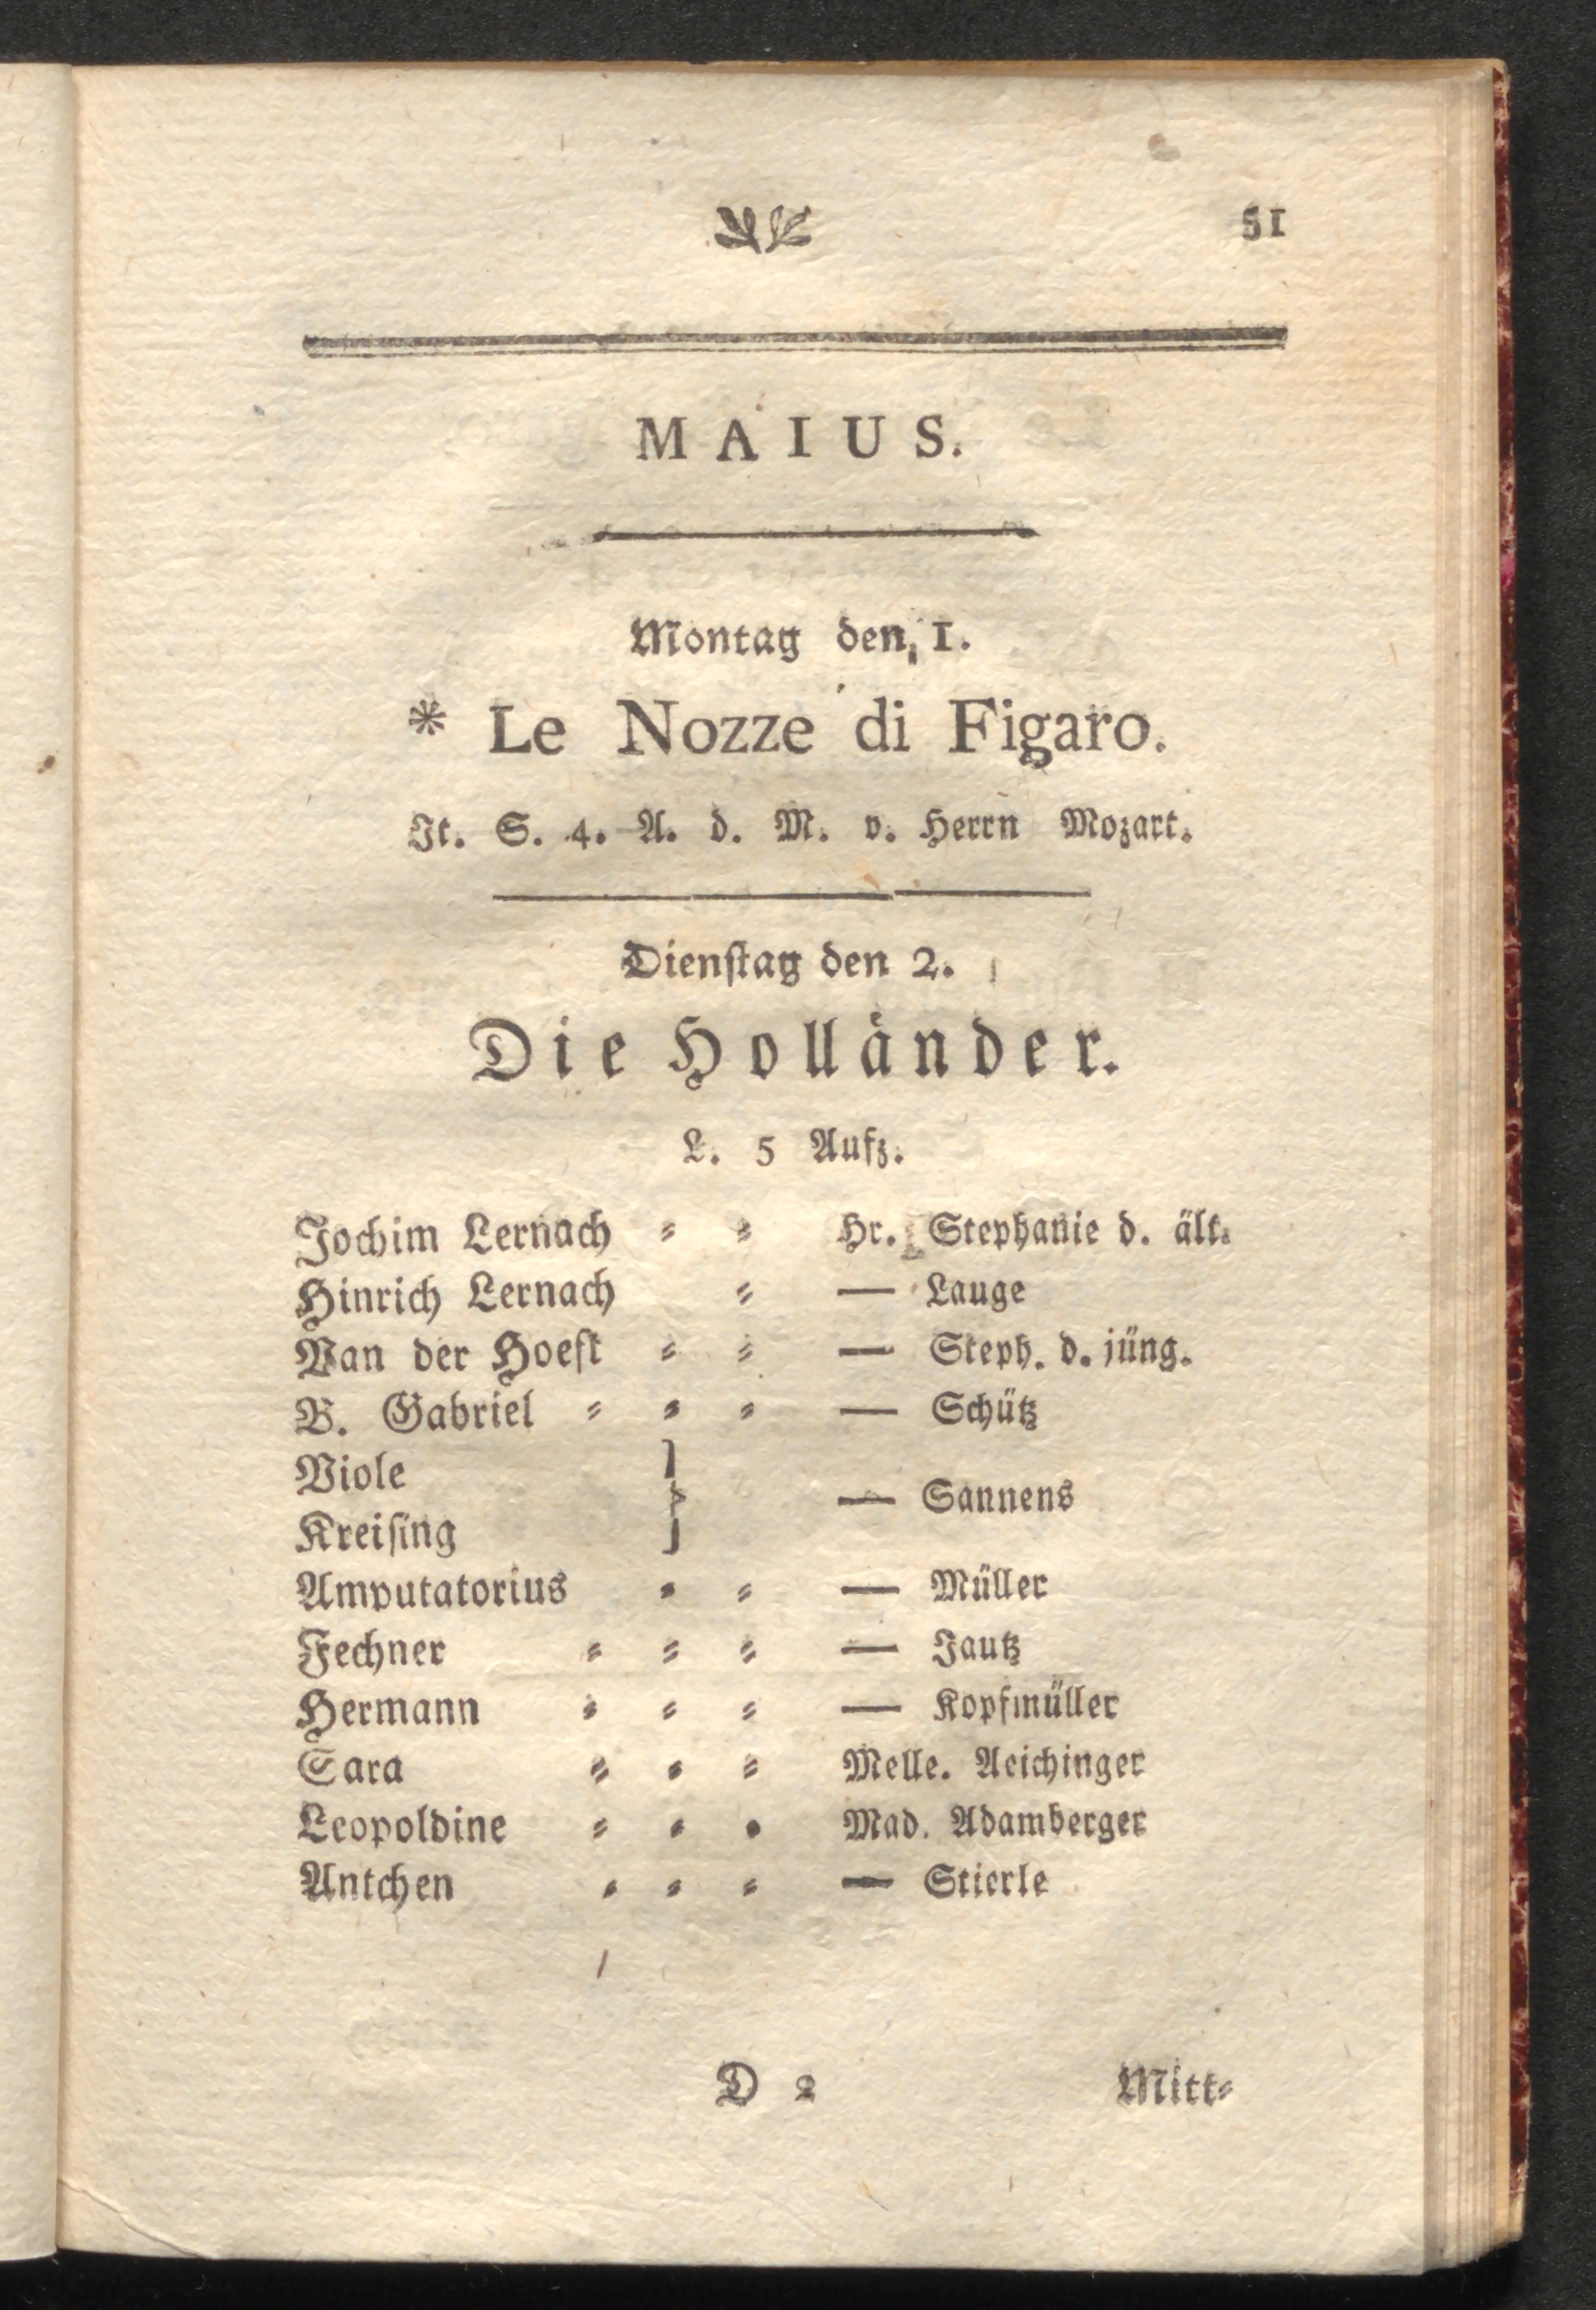 51
MAIUS.
Montag den 1.
* Le Nozze di Figaro.
It. S. 4. A. d. M. v. Herrn Mozart.
Dienstag den 2.
Die Holländer.
L. 5 Aufz.
Jochim Lernach = = Hr. Stephanie d. ält.
Hinrich Lernach = — Lauge
Van der Hoeft = = — Steph. d. jüng.
B. Gabriel = = = — Schütz
Viole
} — Sannens
Kreising
Amputatorius = = — Müller
Fechner = = = — Jautz
Hermann = = = — Kopfmüller
Sara = = = Melle. Aeichinger
Leopoldine = = = Mad. Adamberger
Antchen = = = — Stierle
D 2 Mitt=